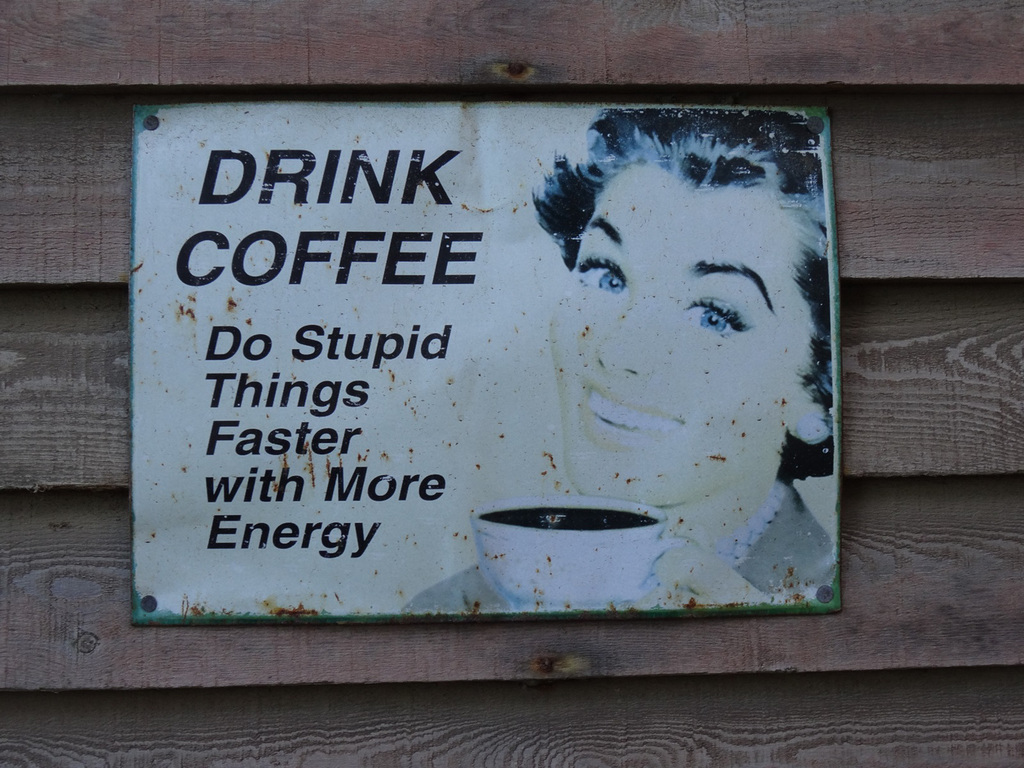 DRINK
COFFEE
Do Stupid
Things
Faster
with More
Energy